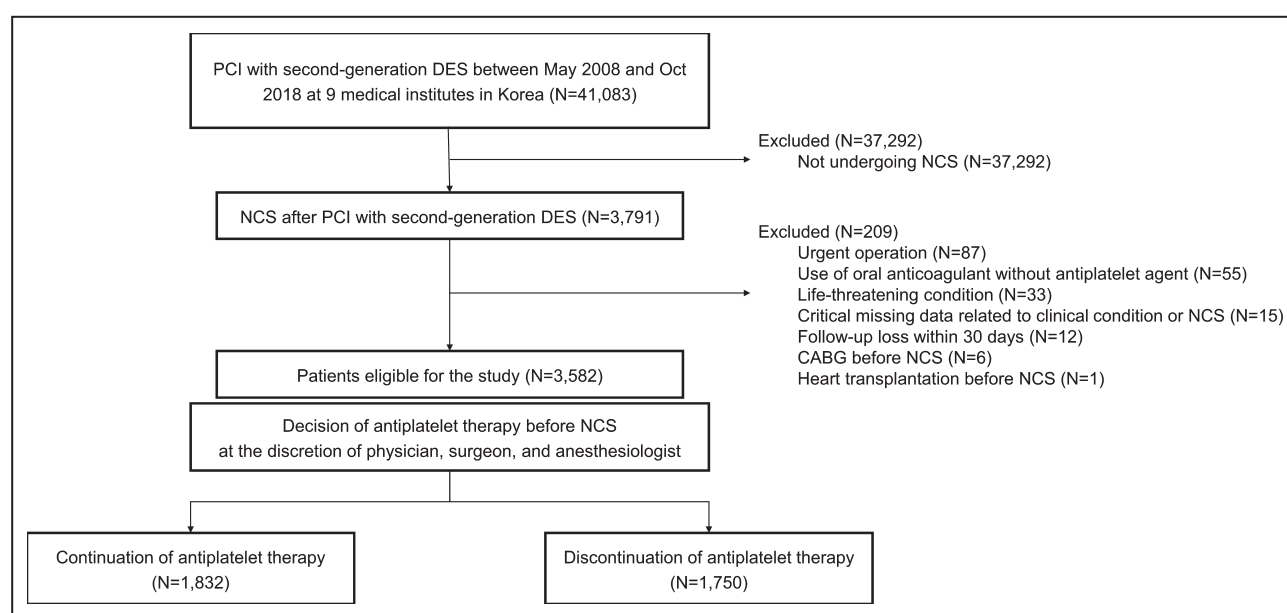 PCI with second-generation DES between May 2008 and Oct
2018 at 9 medical institutes in Korea (N=41,083)
Excluded (N=37,292)
Not undergoing NCS (N=37,292)
NCS after PCI with second-generation DES (N=3,791)
Excluded (N=209)
Urgent operation (N=87)
Use of oral anticoagulant without antiplatelet agent (N=55)
Life-threatening condition (N=33)
Critical missing data related to clinical condition or NCS (N=15)
Follow-up loss within 30 days (N=12)
CABG before NCS (N=6)
Heart transplantation before NCS (N=1)
Patients eligible for the study (N=3,582)
Decision of antiplatelet therapy before NCS
at the discretion of physician, surgeon, and anesthesiologist
Continuation of antiplatelet therapy
(N=1,832)
Discontinuation of antiplatelet therapy
(N=1,750)